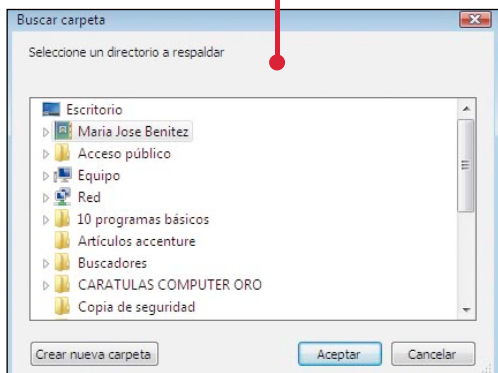 Buscar carpeta
Seleccione un directorio a respaldar
Escritorio
Maria Jose Benitez
Acceso público
Equipo
Red
10 programas básicos
Artículos accenture
Buscadores
CARATULAS COMPUTER ORO
Copia de seguridad
Crear nueva carpeta Aceptar Cancelar